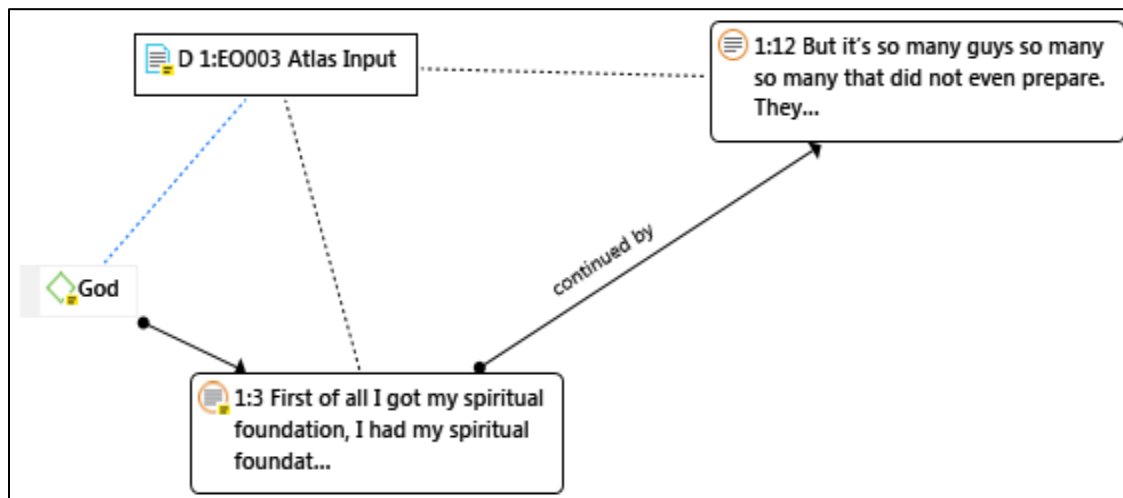 D 1:EO003 Atlas Input
1:12 But it's so many guys so many
so many that did not even prepare.
They...
continued by
God
1:3 First of all I got my spiritual
foundation, I had my spiritual
foundat...